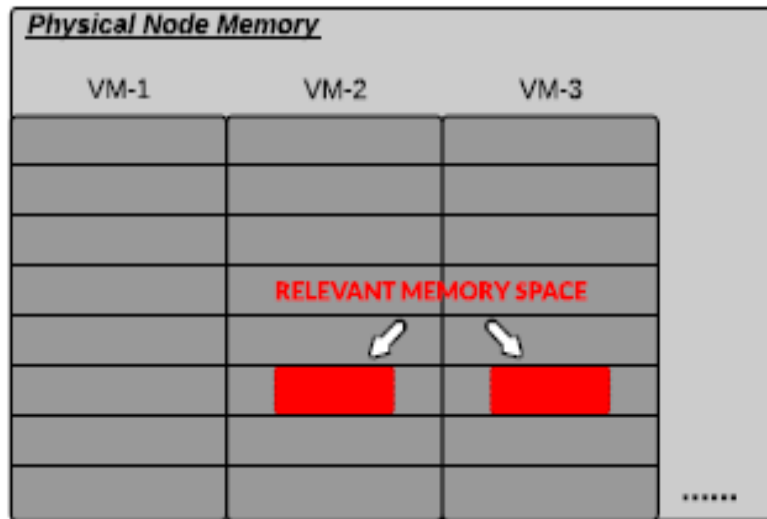 Physical Node Memory
VM-1 VM-2 VM-3
RELEVANT MEMORY SPACE
......